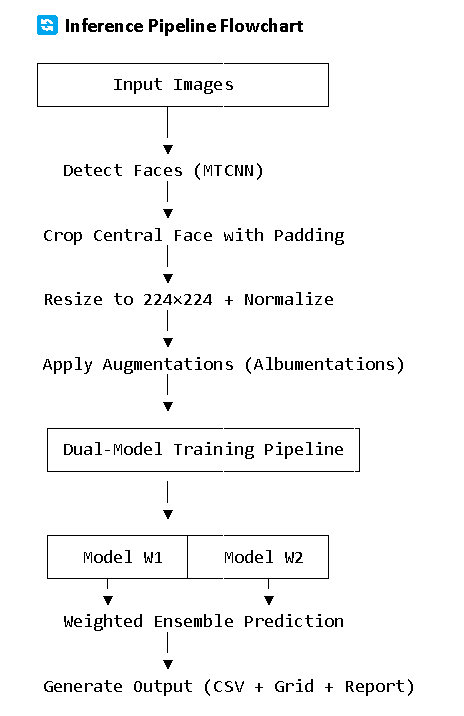 🔄 Inference Pipeline Flowchart
Input Images
Detect Faces (MTCNN)
Crop Central Face with Padding
Resize to 224×224 + Normalize
Apply Augmentations (Albumentations)
Dual-Model Training Pipeline
Model W1 Model W2
Weighted Ensemble Prediction
Generate Output (CSV + Grid + Report)